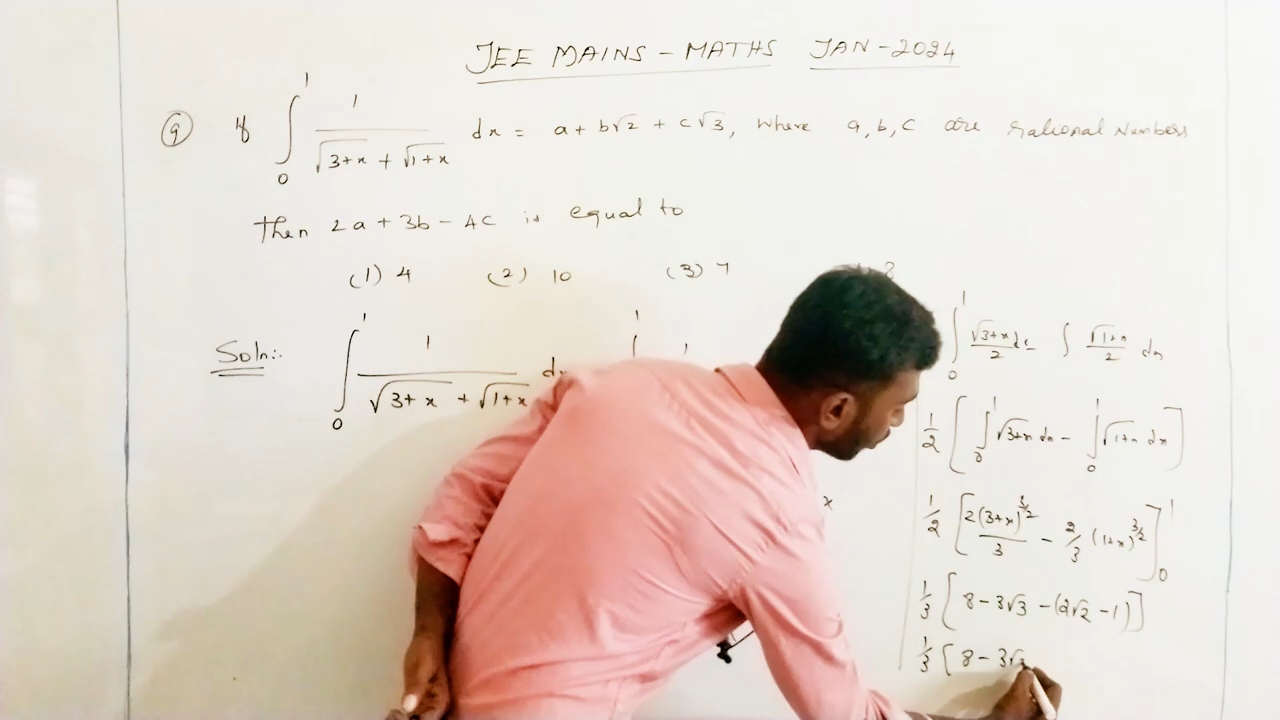 JEE MAINS - MATHS JAN - 2024
(9) If ∫₀¹ 1/(√(3+x) + √(1+x)) dx = a + b√2 + c√3, where a, b, c are rational numbers
Then 2a + 3b - 4c is equal to
(1) 4 (2) 10 (3) 7 8
Soln:- ∫₀¹ 1/(√(3+x) + √(1+x)) dx
∫₀¹ √(3+x)/2 dx ∫ √(1+x)/2 dx
1/2 [ ∫₀¹ √(3+x) dx - ∫₀¹ √(1+x) dx ]
1/2 [ 2(3+x)^(3/2)/3 - 2/3 (1+x)^(3/2) ]₀¹
1/3 [ 8 - 3√3 - (2√2 - 1) ]
1/3 [ 8 - 3√